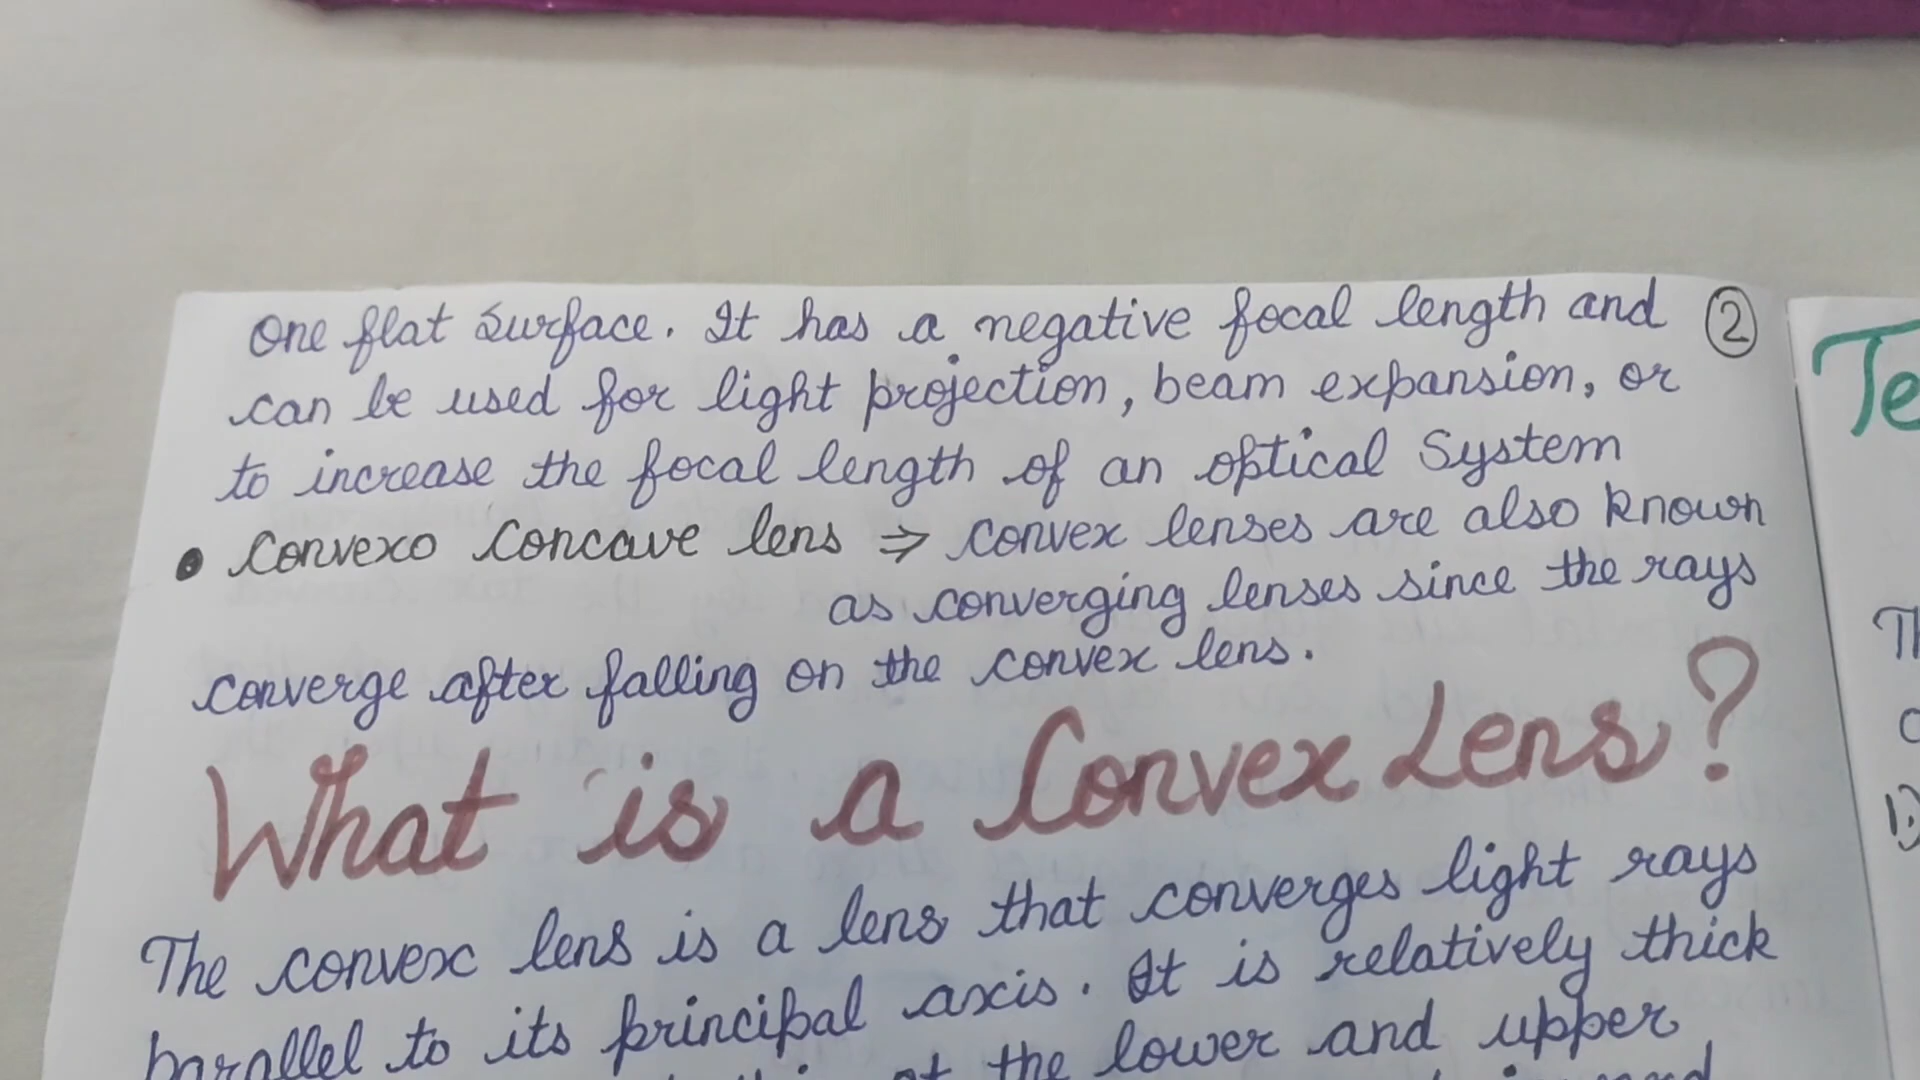 One flat surface. It has a negative focal length and ②
can be used for light projection, beam expansion, or
to increase the focal length of an optical System
• Convexo Concave lens ⇒ convex lenses are also known
as converging lenses since the rays
converge after falling on the convex lens.
What is a Convex Lens?
The convex lens is a lens that converges light rays
parallel to its principal axis. It is relatively thick
the lower and upper
Te
1)